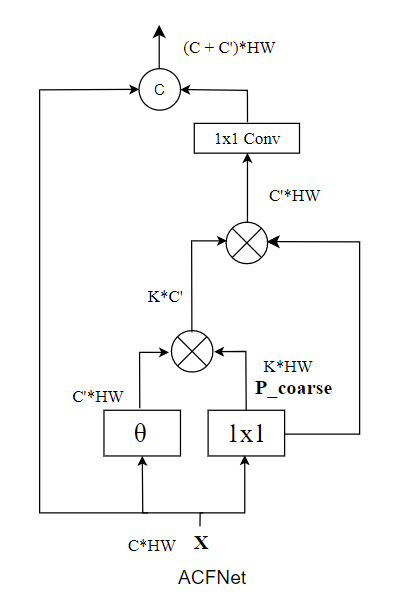 (C + C')*HW
C
1x1 Conv
C'*HW
K*C'
K*HW
P_coarse
C'*HW
θ
1x1
C*HW X
ACFNet